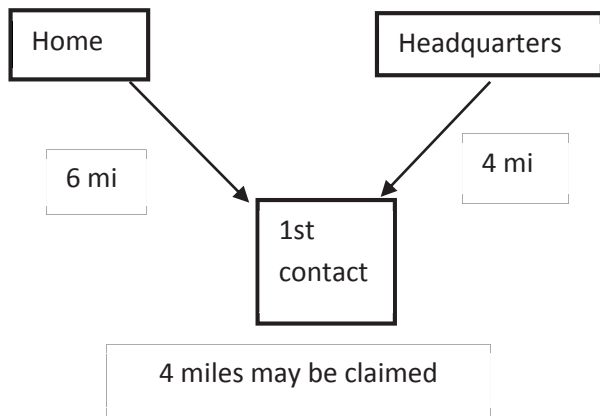 Home
Headquarters
6 mi
4 mi
1st
contact
4 miles may be claimed